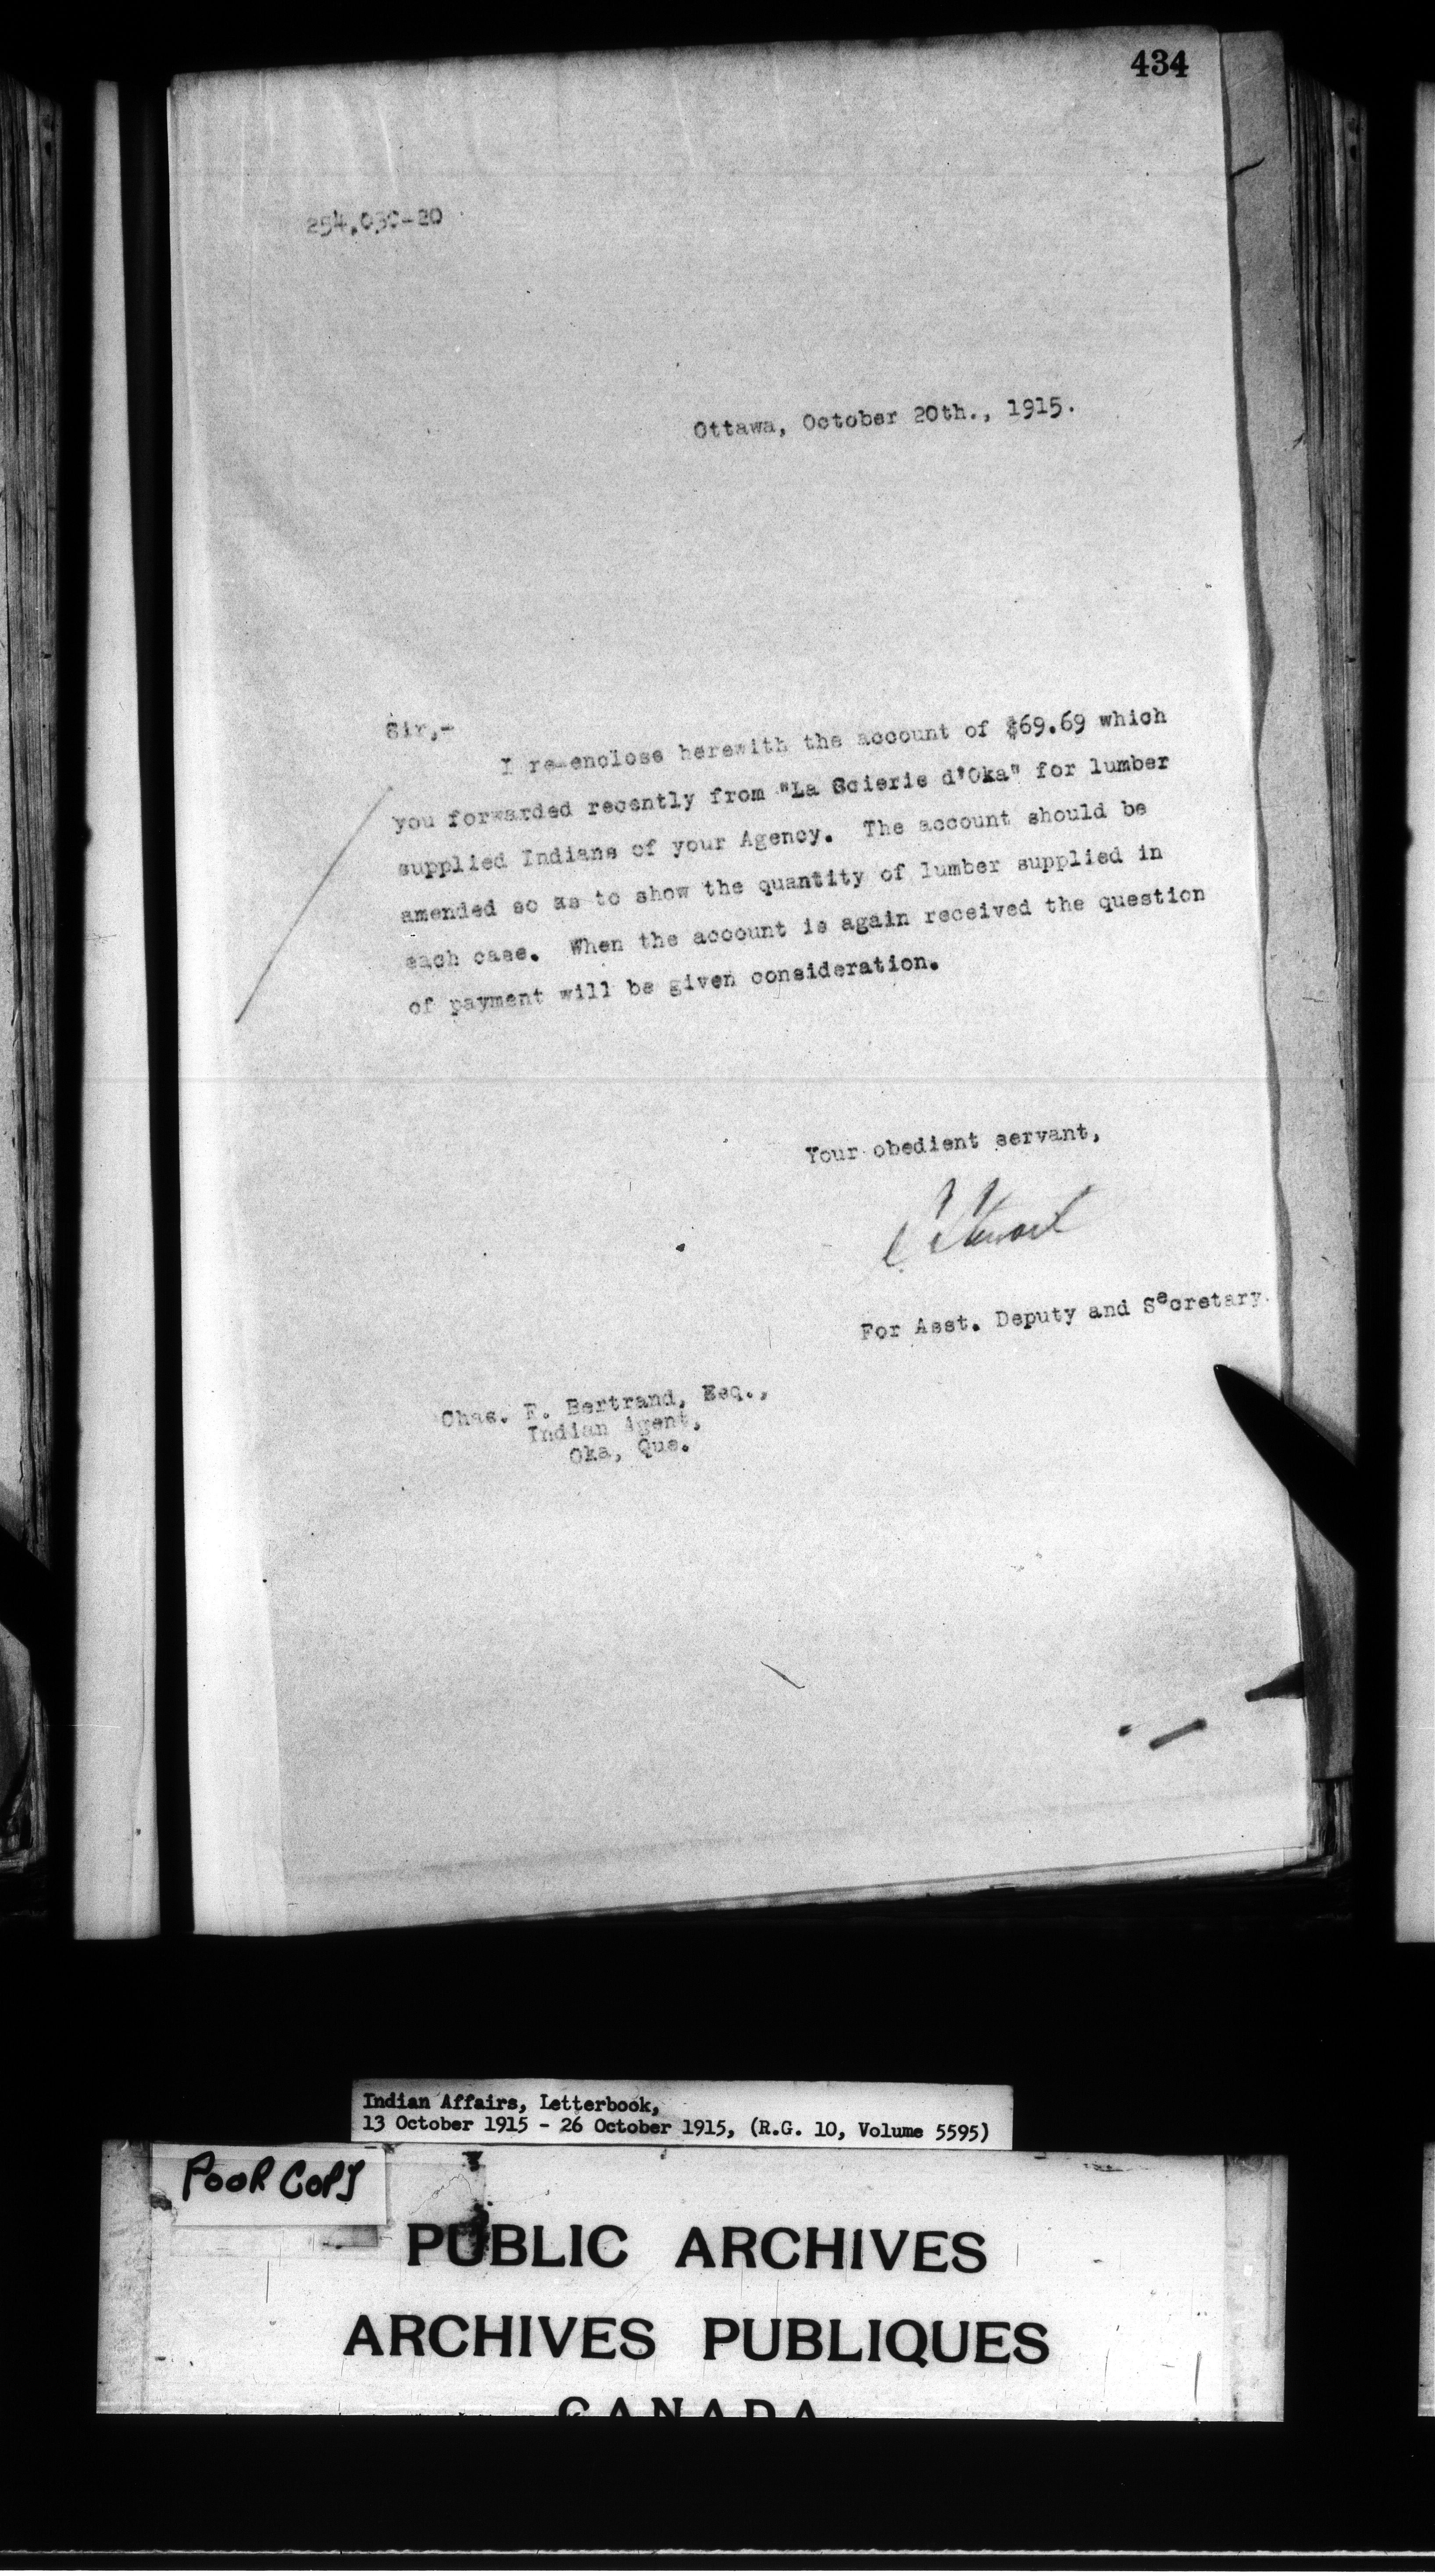 434
254,030-20
Ottawa, October 20th., 1915.
Sir,-
I re-enclose herewith the account of $69.69 which
you forwarded recently from "La Scierie d'Oka" for lumber
supplied Indians of your Agency. The account should be
amended so as to show the quantity of lumber supplied in
each case. When the account is again received the question
of payment will be given consideration.
Your obedient servant,
Stewart
For Asst. Deputy and Secretary.
Chas. E. Bertrand, Esq.,
Indian Agent,
Oka, Que.
Indian Affairs, Letterbook,
13 October 1915 - 26 October 1915, (R.G. 10, Volume 5595)
POOR COPY
PUBLIC ARCHIVES
ARCHIVES PUBLIQUES
CANADA